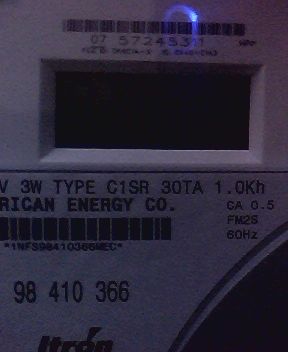 07 57245311
V 3W TYPE C1SR 30TA 1.0Kh
RICAN ENERGY CO.
CA 0.5
FM2S
60Hz
*1NFS98410366MEC*
98 410 366
Itron